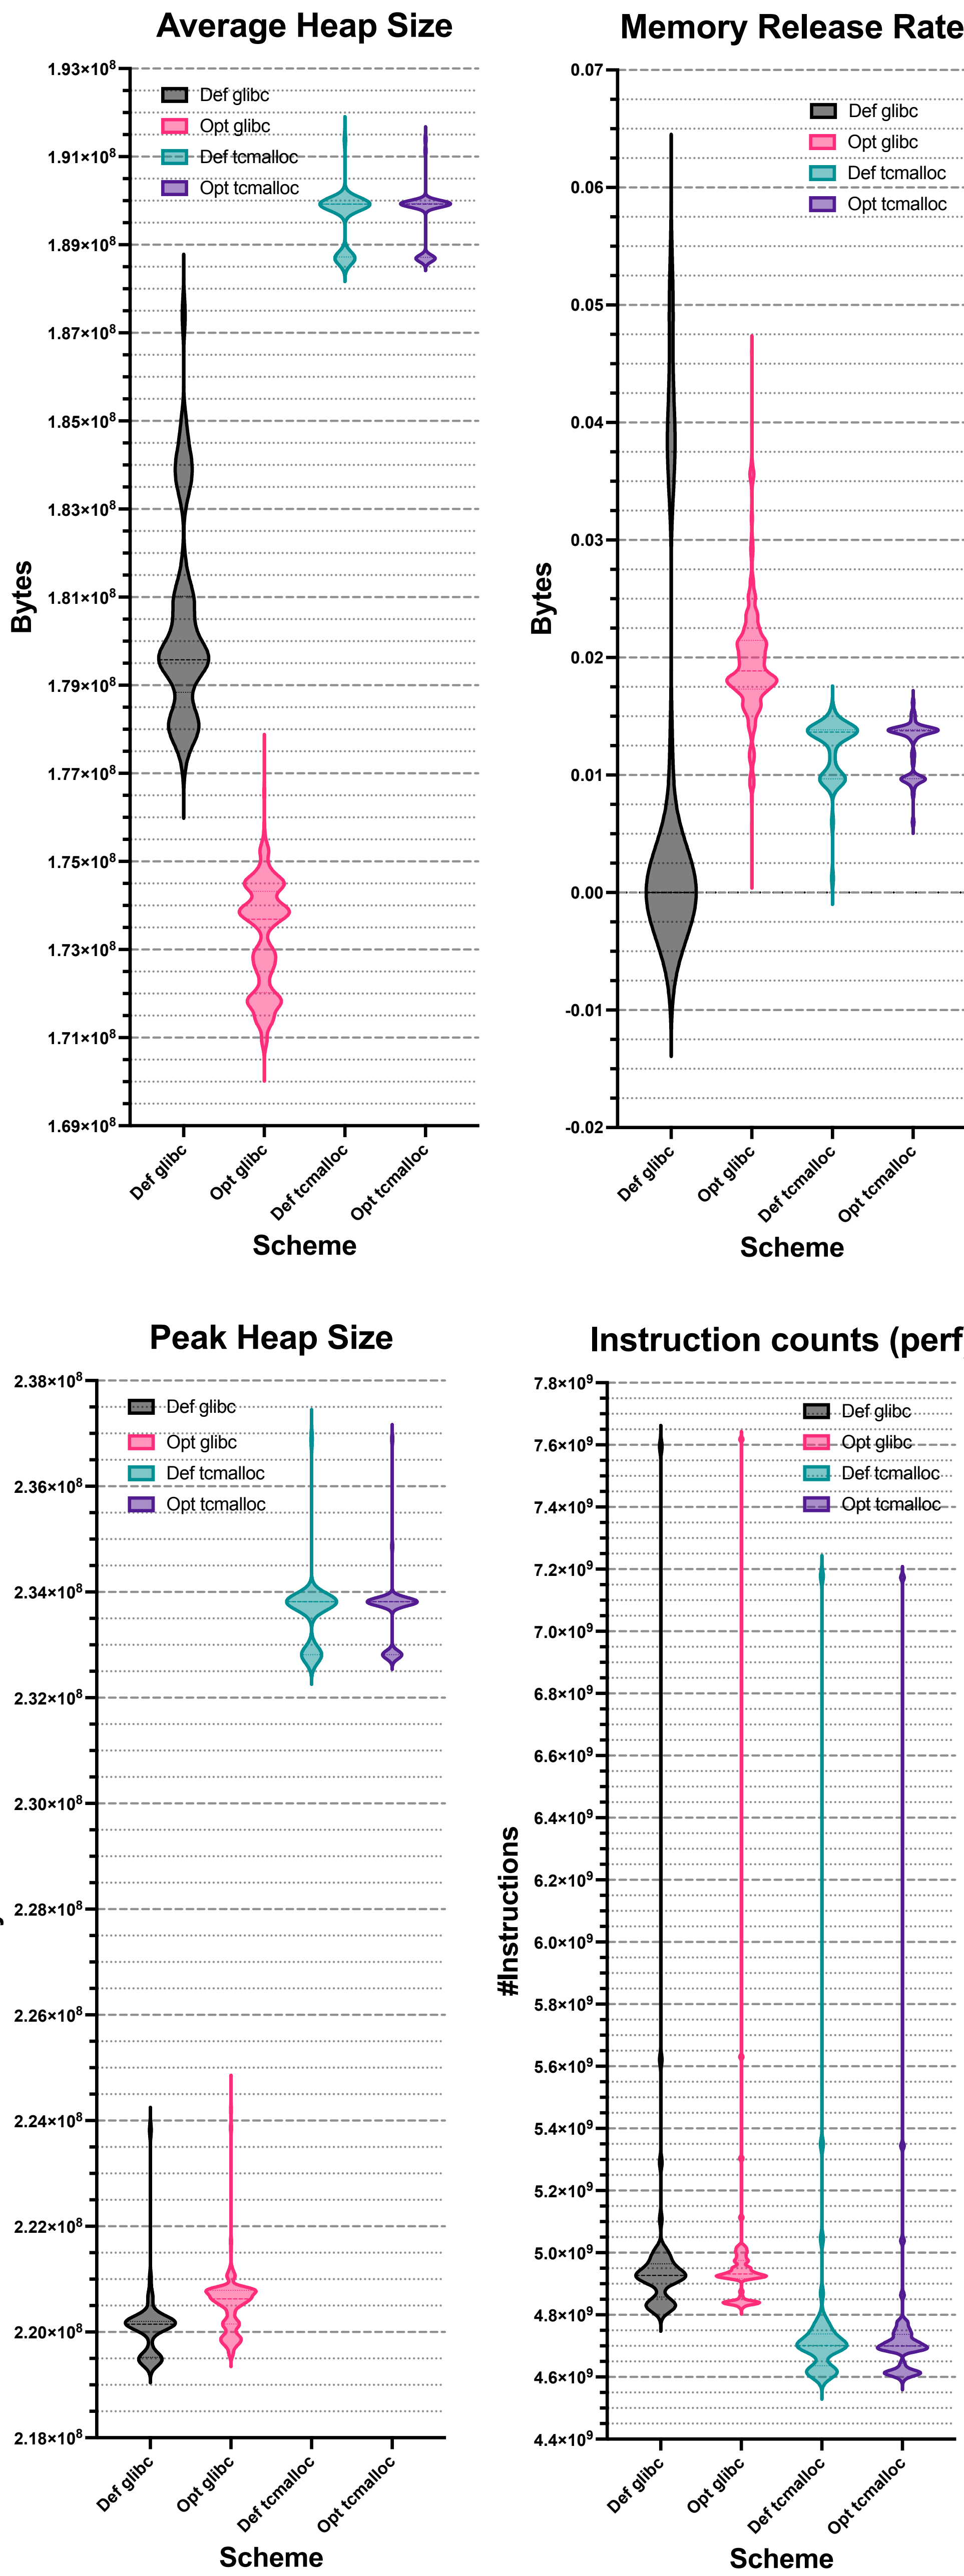 Average Heap Size
1.93×10⁸
1.91×10⁸
1.89×10⁸
1.87×10⁸
1.85×10⁸
1.83×10⁸
1.81×10⁸
1.79×10⁸
1.77×10⁸
1.75×10⁸
1.73×10⁸
1.71×10⁸
1.69×10⁸
Bytes
Def glibc
Opt glibc
Def tcmalloc
Opt tcmalloc
Def glibc
Opt glibc
Def tcmalloc
Opt tcmalloc
Scheme
Memory Release Rate
0.07
0.06
0.05
0.04
0.03
0.02
0.01
0.00
-0.01
-0.02
Bytes
Def glibc
Opt glibc
Def tcmalloc
Opt tcmalloc
Def glibc
Opt glibc
Def tcmalloc
Opt tcmalloc
Scheme
Peak Heap Size
2.38×10⁸
2.36×10⁸
2.34×10⁸
2.32×10⁸
2.30×10⁸
2.28×10⁸
2.26×10⁸
2.24×10⁸
2.22×10⁸
2.20×10⁸
2.18×10⁸
Def glibc
Opt glibc
Def tcmalloc
Opt tcmalloc
Def glibc
Opt glibc
Def tcmalloc
Opt tcmalloc
Scheme
Instruction counts (perf
7.8×10⁹
7.6×10⁹
7.4×10⁹
7.2×10⁹
7.0×10⁹
6.8×10⁹
6.6×10⁹
6.4×10⁹
6.2×10⁹
6.0×10⁹
5.8×10⁹
5.6×10⁹
5.4×10⁹
5.2×10⁹
5.0×10⁹
4.8×10⁹
4.6×10⁹
4.4×10⁹
#Instructions
Def glibc
Opt glibc
Def tcmalloc
Opt tcmalloc
Def glibc
Opt glibc
Def tcmalloc
Opt tcmalloc
Scheme